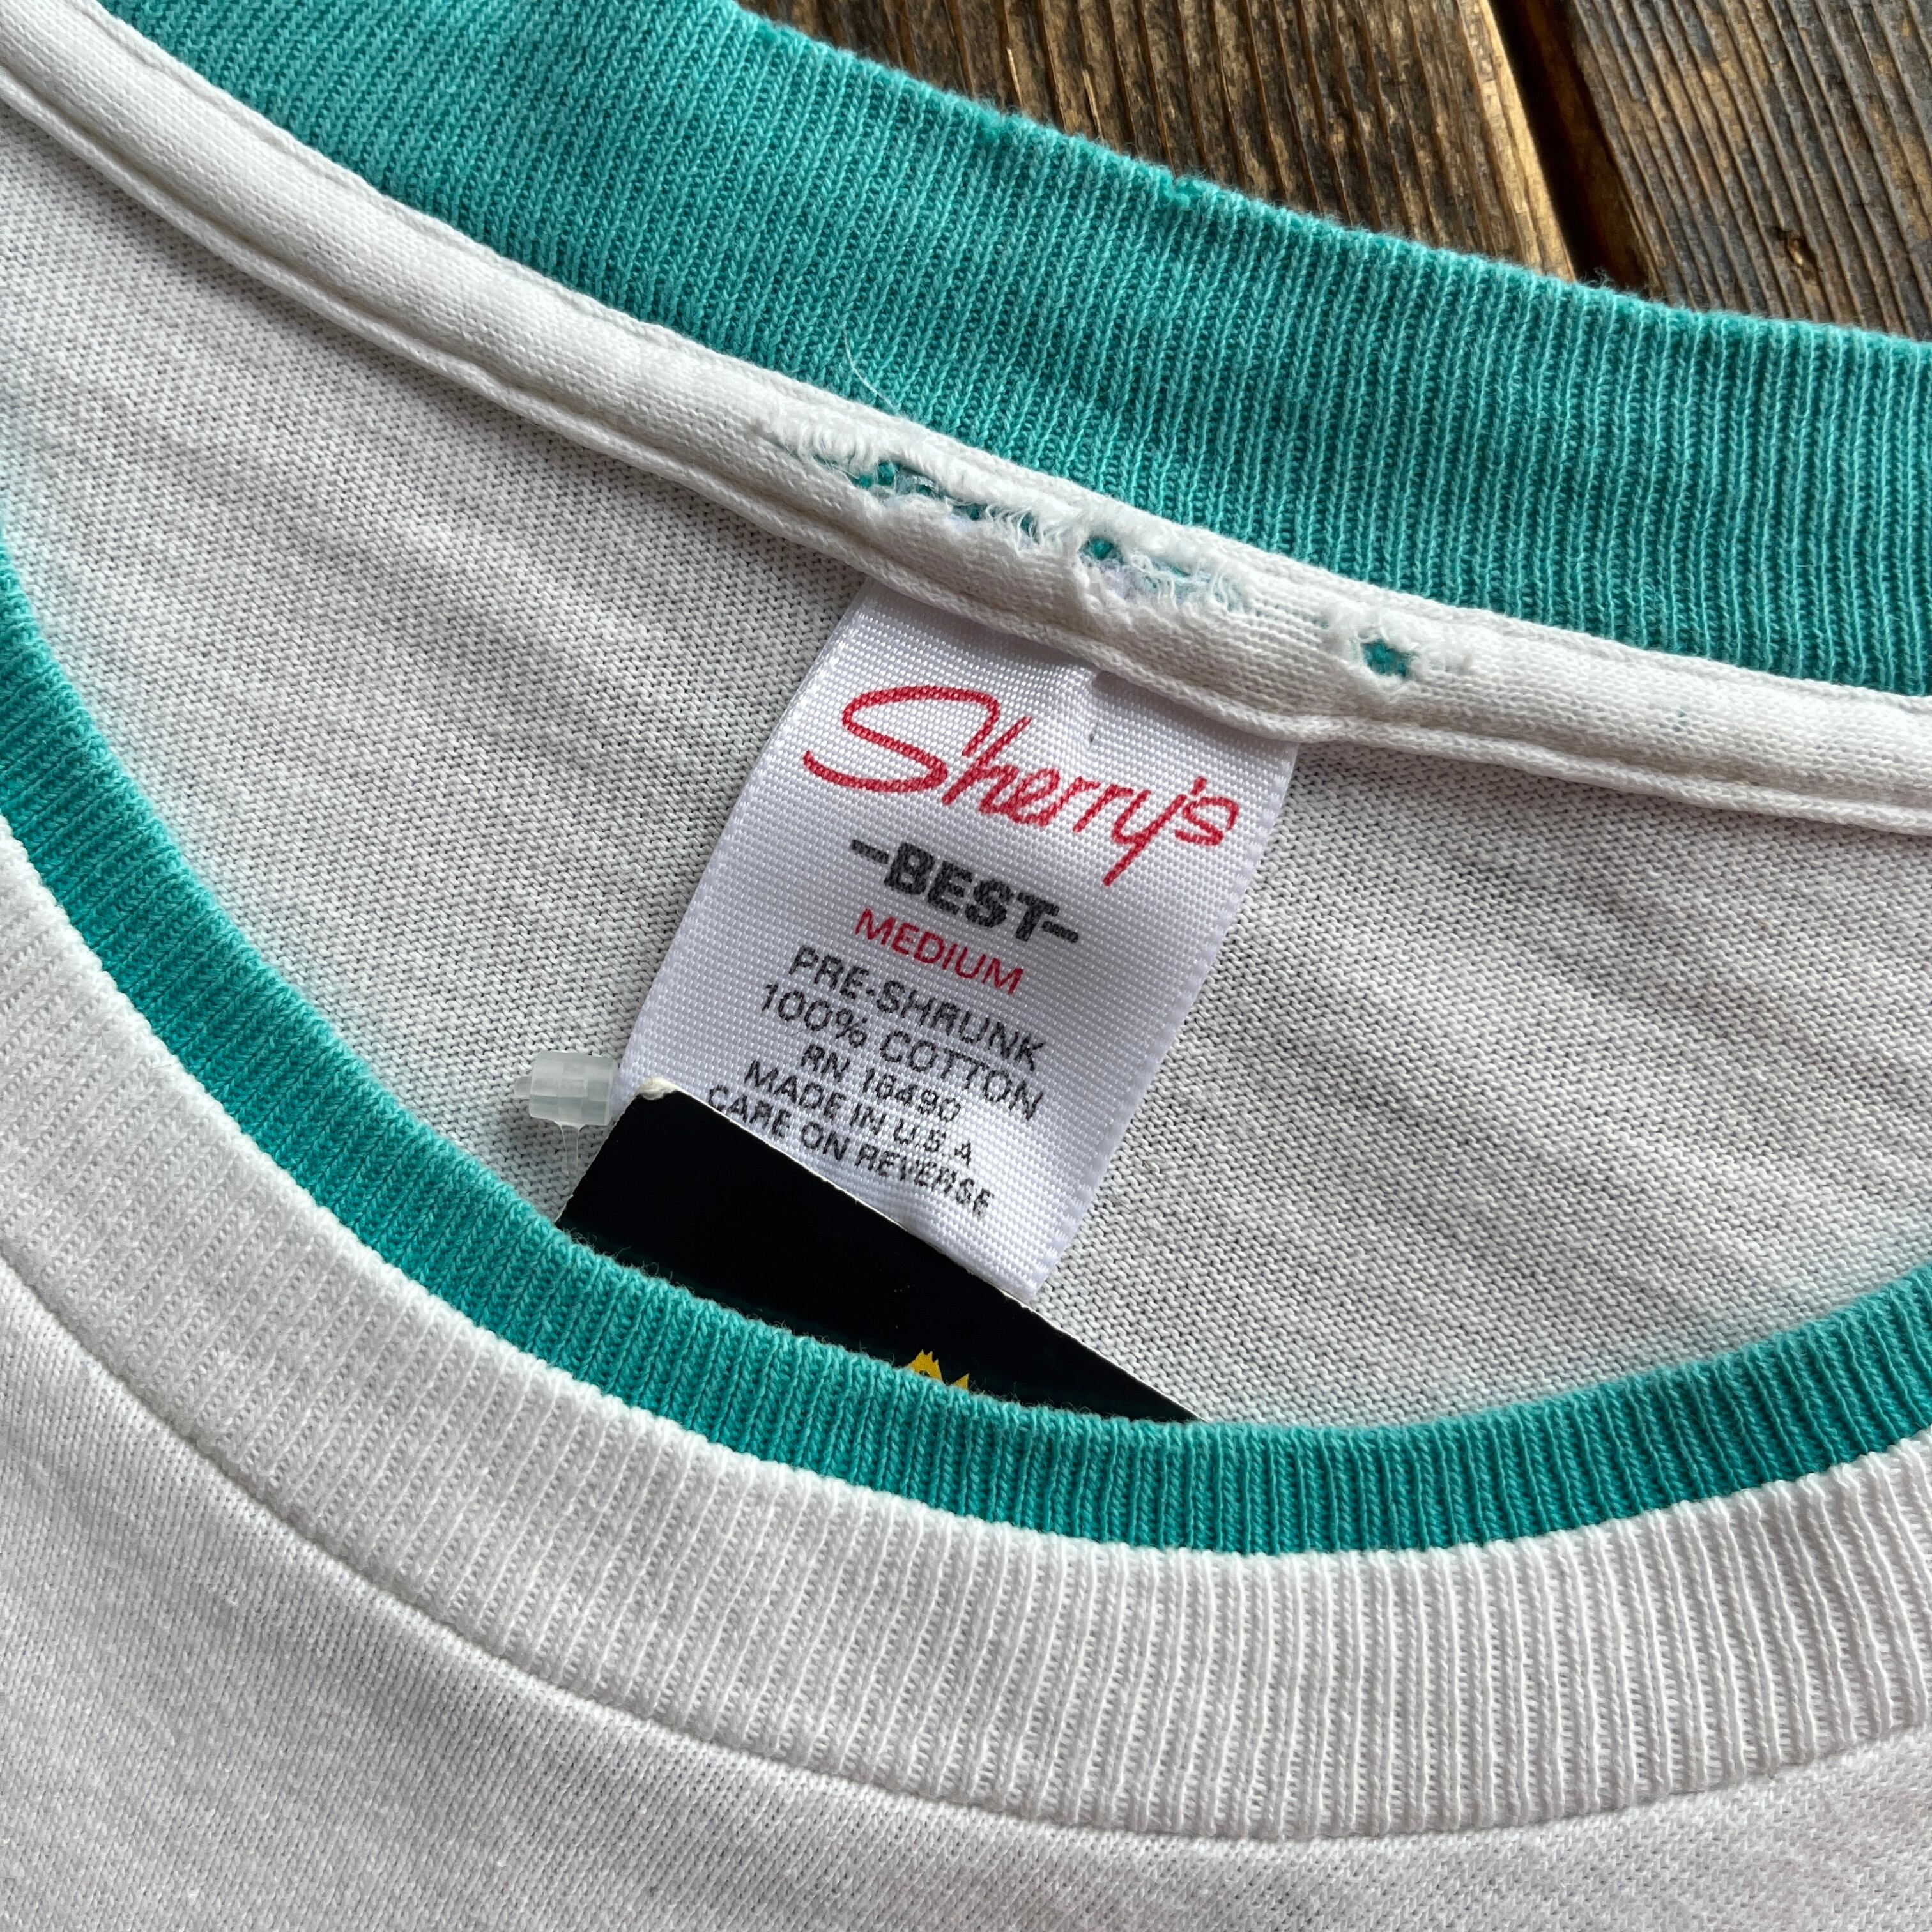 Sherry's
-BEST-
MEDIUM
PRE-SHRUNK
100% COTTON
RN 18490
MADE IN U.S.A
CARE ON REVERSE